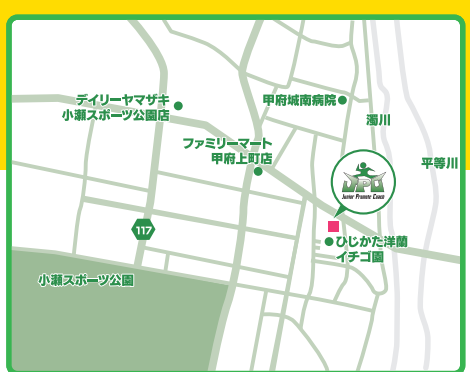 デイリーヤマザキ
小瀬スポーツ公園店
甲府城南病院
濁川
ファミリーマート
甲府上町店
平等川
JPC
Junior Private Coach
117
ひじかた洋蘭
イチゴ園
小瀬スポーツ公園